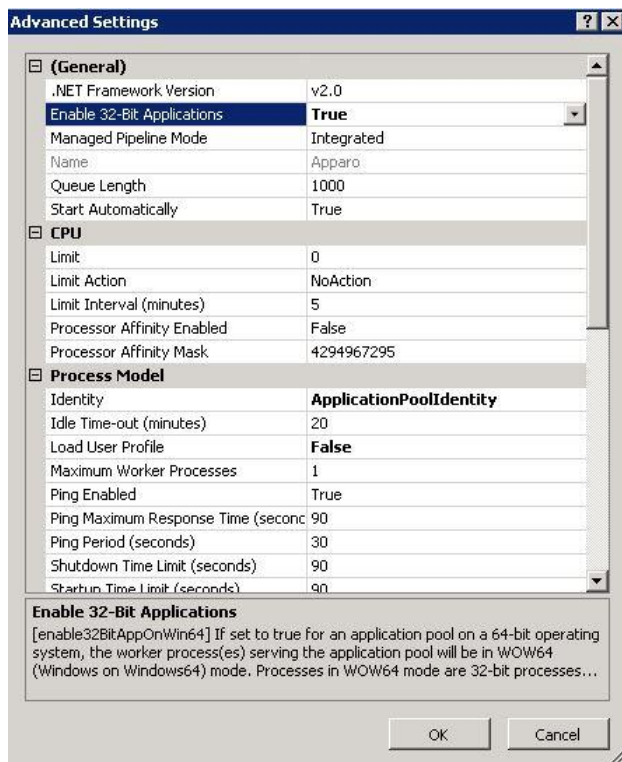 Advanced Settings
(General)
.NET Framework Version v2.0
Enable 32-Bit Applications True
Managed Pipeline Mode Integrated
Name Apparo
Queue Length 1000
Start Automatically True
CPU
Limit 0
Limit Action NoAction
Limit Interval (minutes) 5
Processor Affinity Enabled False
Processor Affinity Mask 4294967295
Process Model
Identity ApplicationPoolIdentity
Idle Time-out (minutes) 20
Load User Profile False
Maximum Worker Processes 1
Ping Enabled True
Ping Maximum Response Time (secon 90
Ping Period (seconds) 30
Shutdown Time Limit (seconds) 90
Startup Time Limit (seconds) 90
Enable 32-Bit Applications
[enable32BitAppOnWin64] If set to true for an application pool on a 64-bit operating
system, the worker process(es) serving the application pool will be in WOW64
(Windows on Windows64) mode. Processes in WOW64 mode are 32-bit processes...
OK Cancel